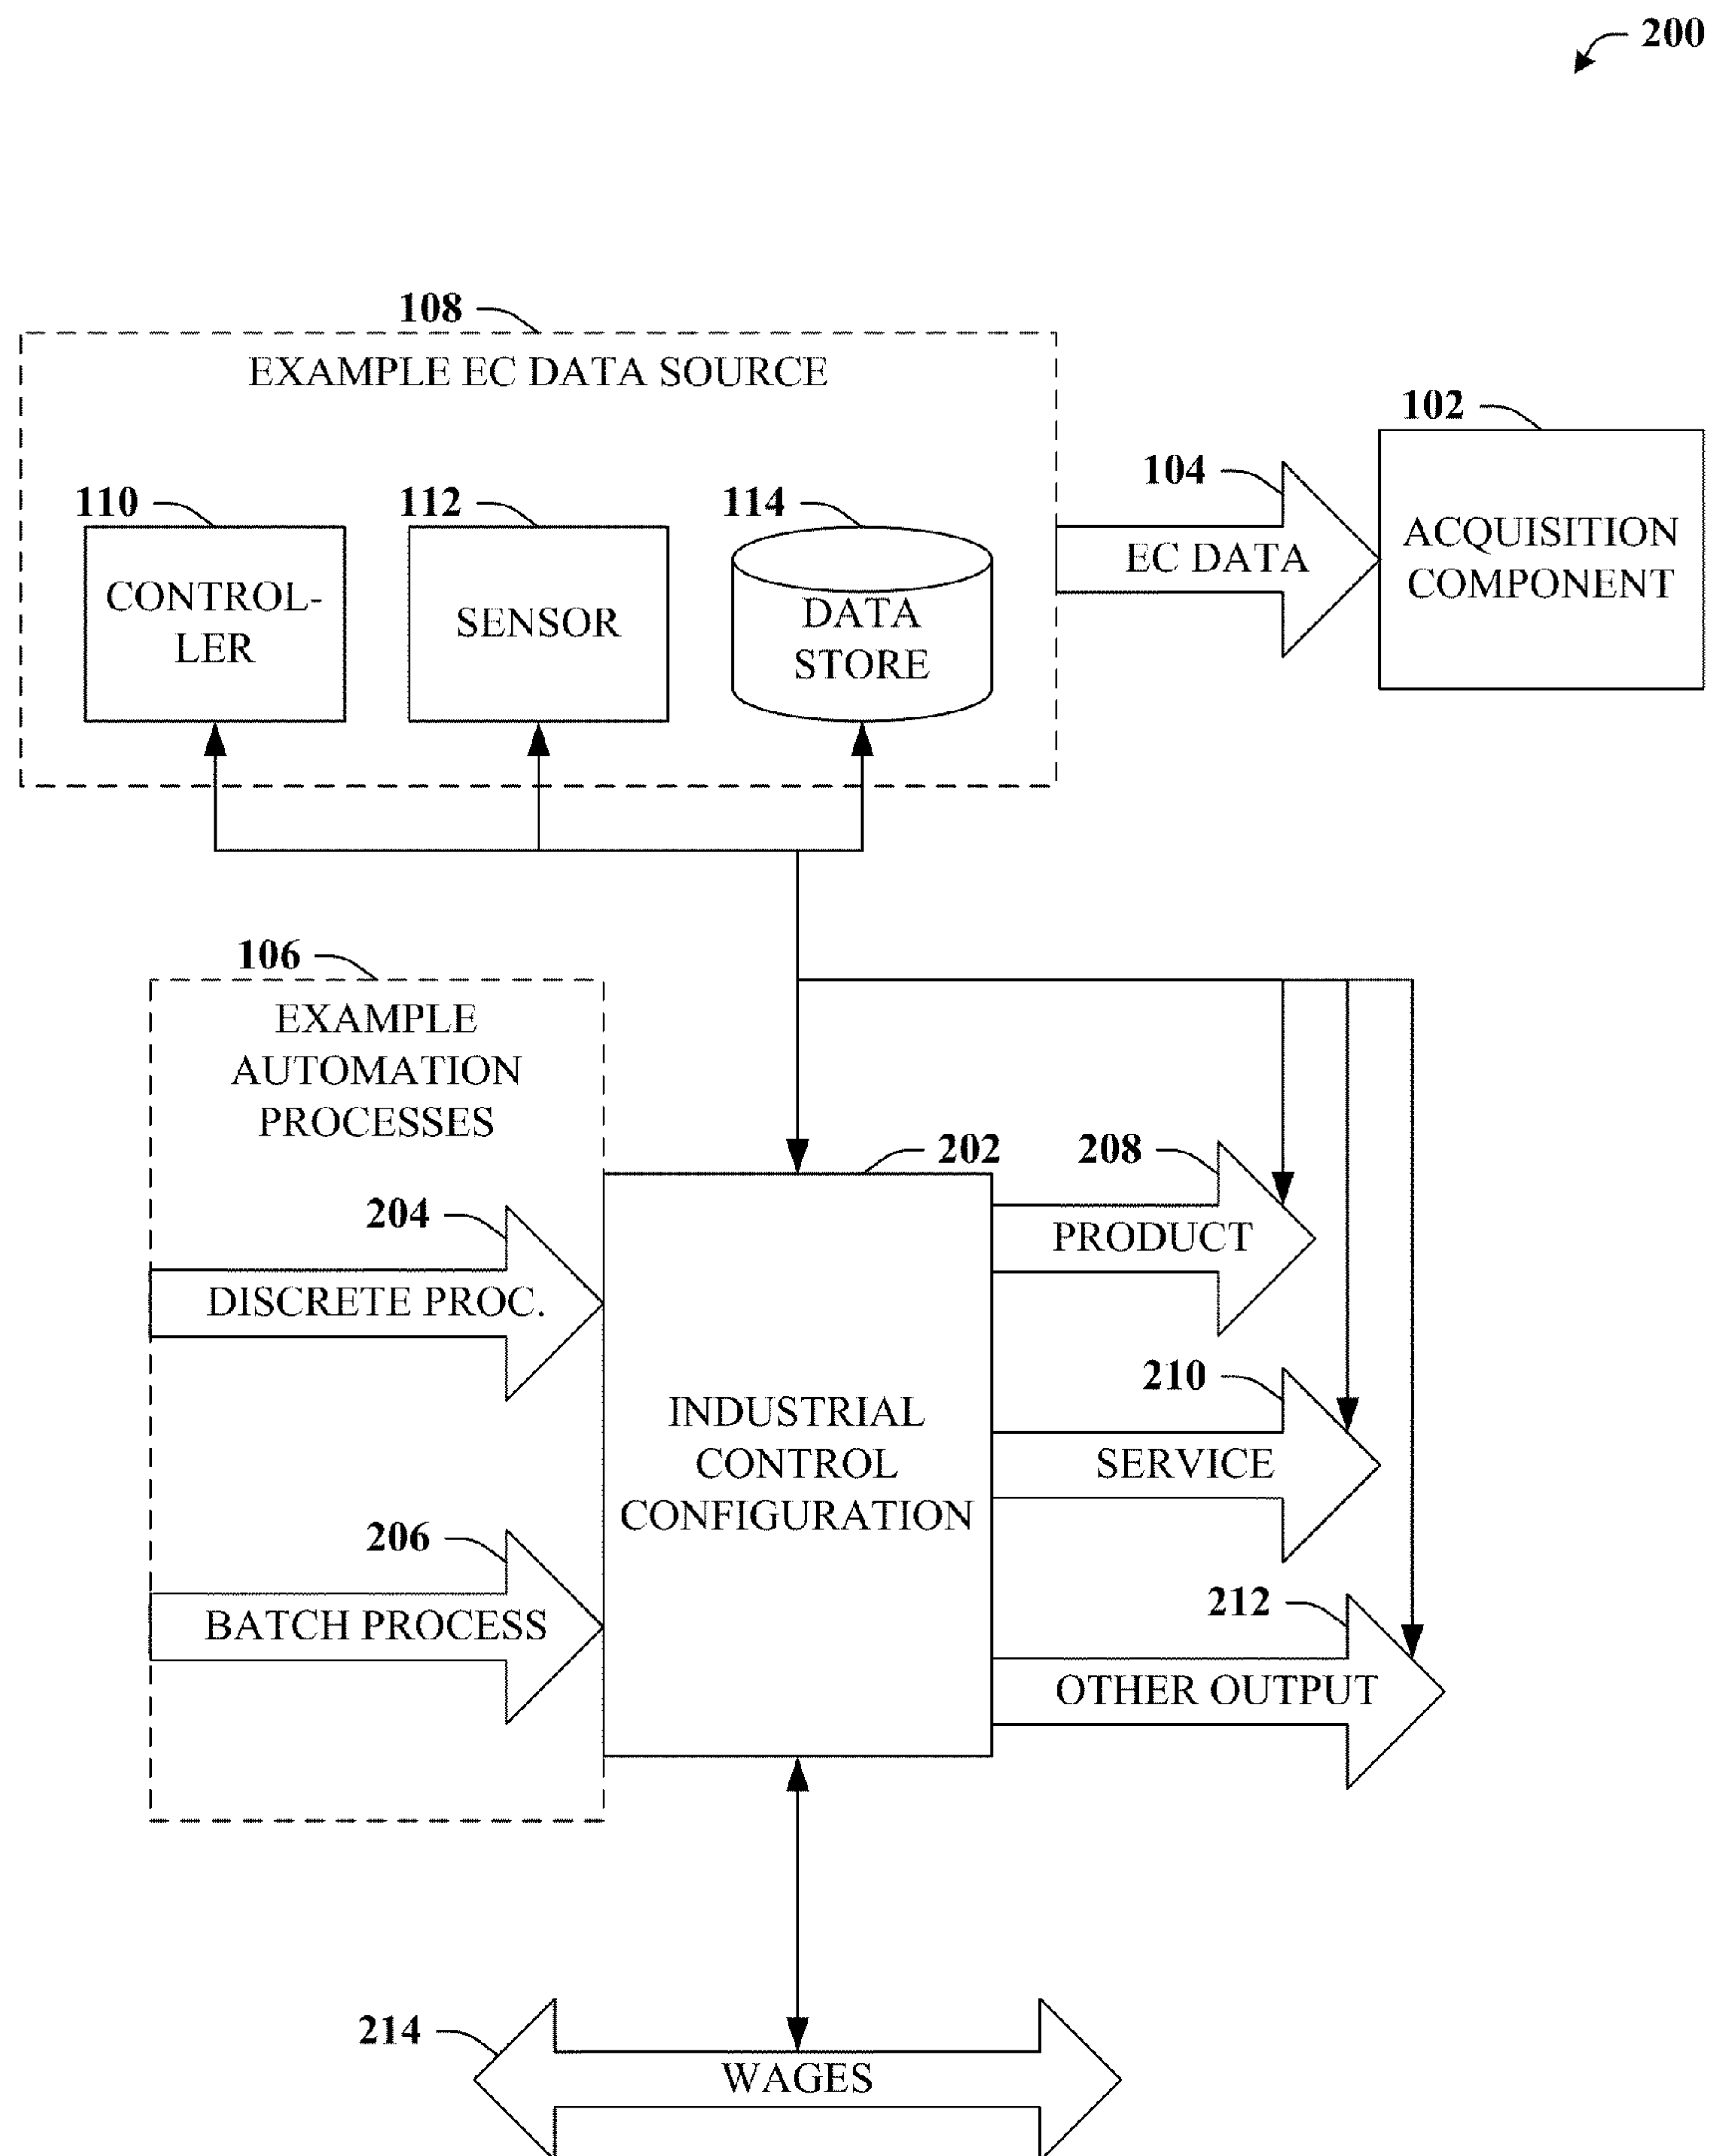 200
108
EXAMPLE EC DATA SOURCE
102
104
110
112
114
EC DATA
ACQUISITION
COMPONENT
CONTROL-
LER
SENSOR
DATA
STORE
106
EXAMPLE
AUTOMATION
PROCESSES
202
208
204
PRODUCT
DISCRETE PROC.
210
INDUSTRIAL
CONTROL
CONFIGURATION
SERVICE
206
212
BATCH PROCESS
OTHER OUTPUT
214
WAGES